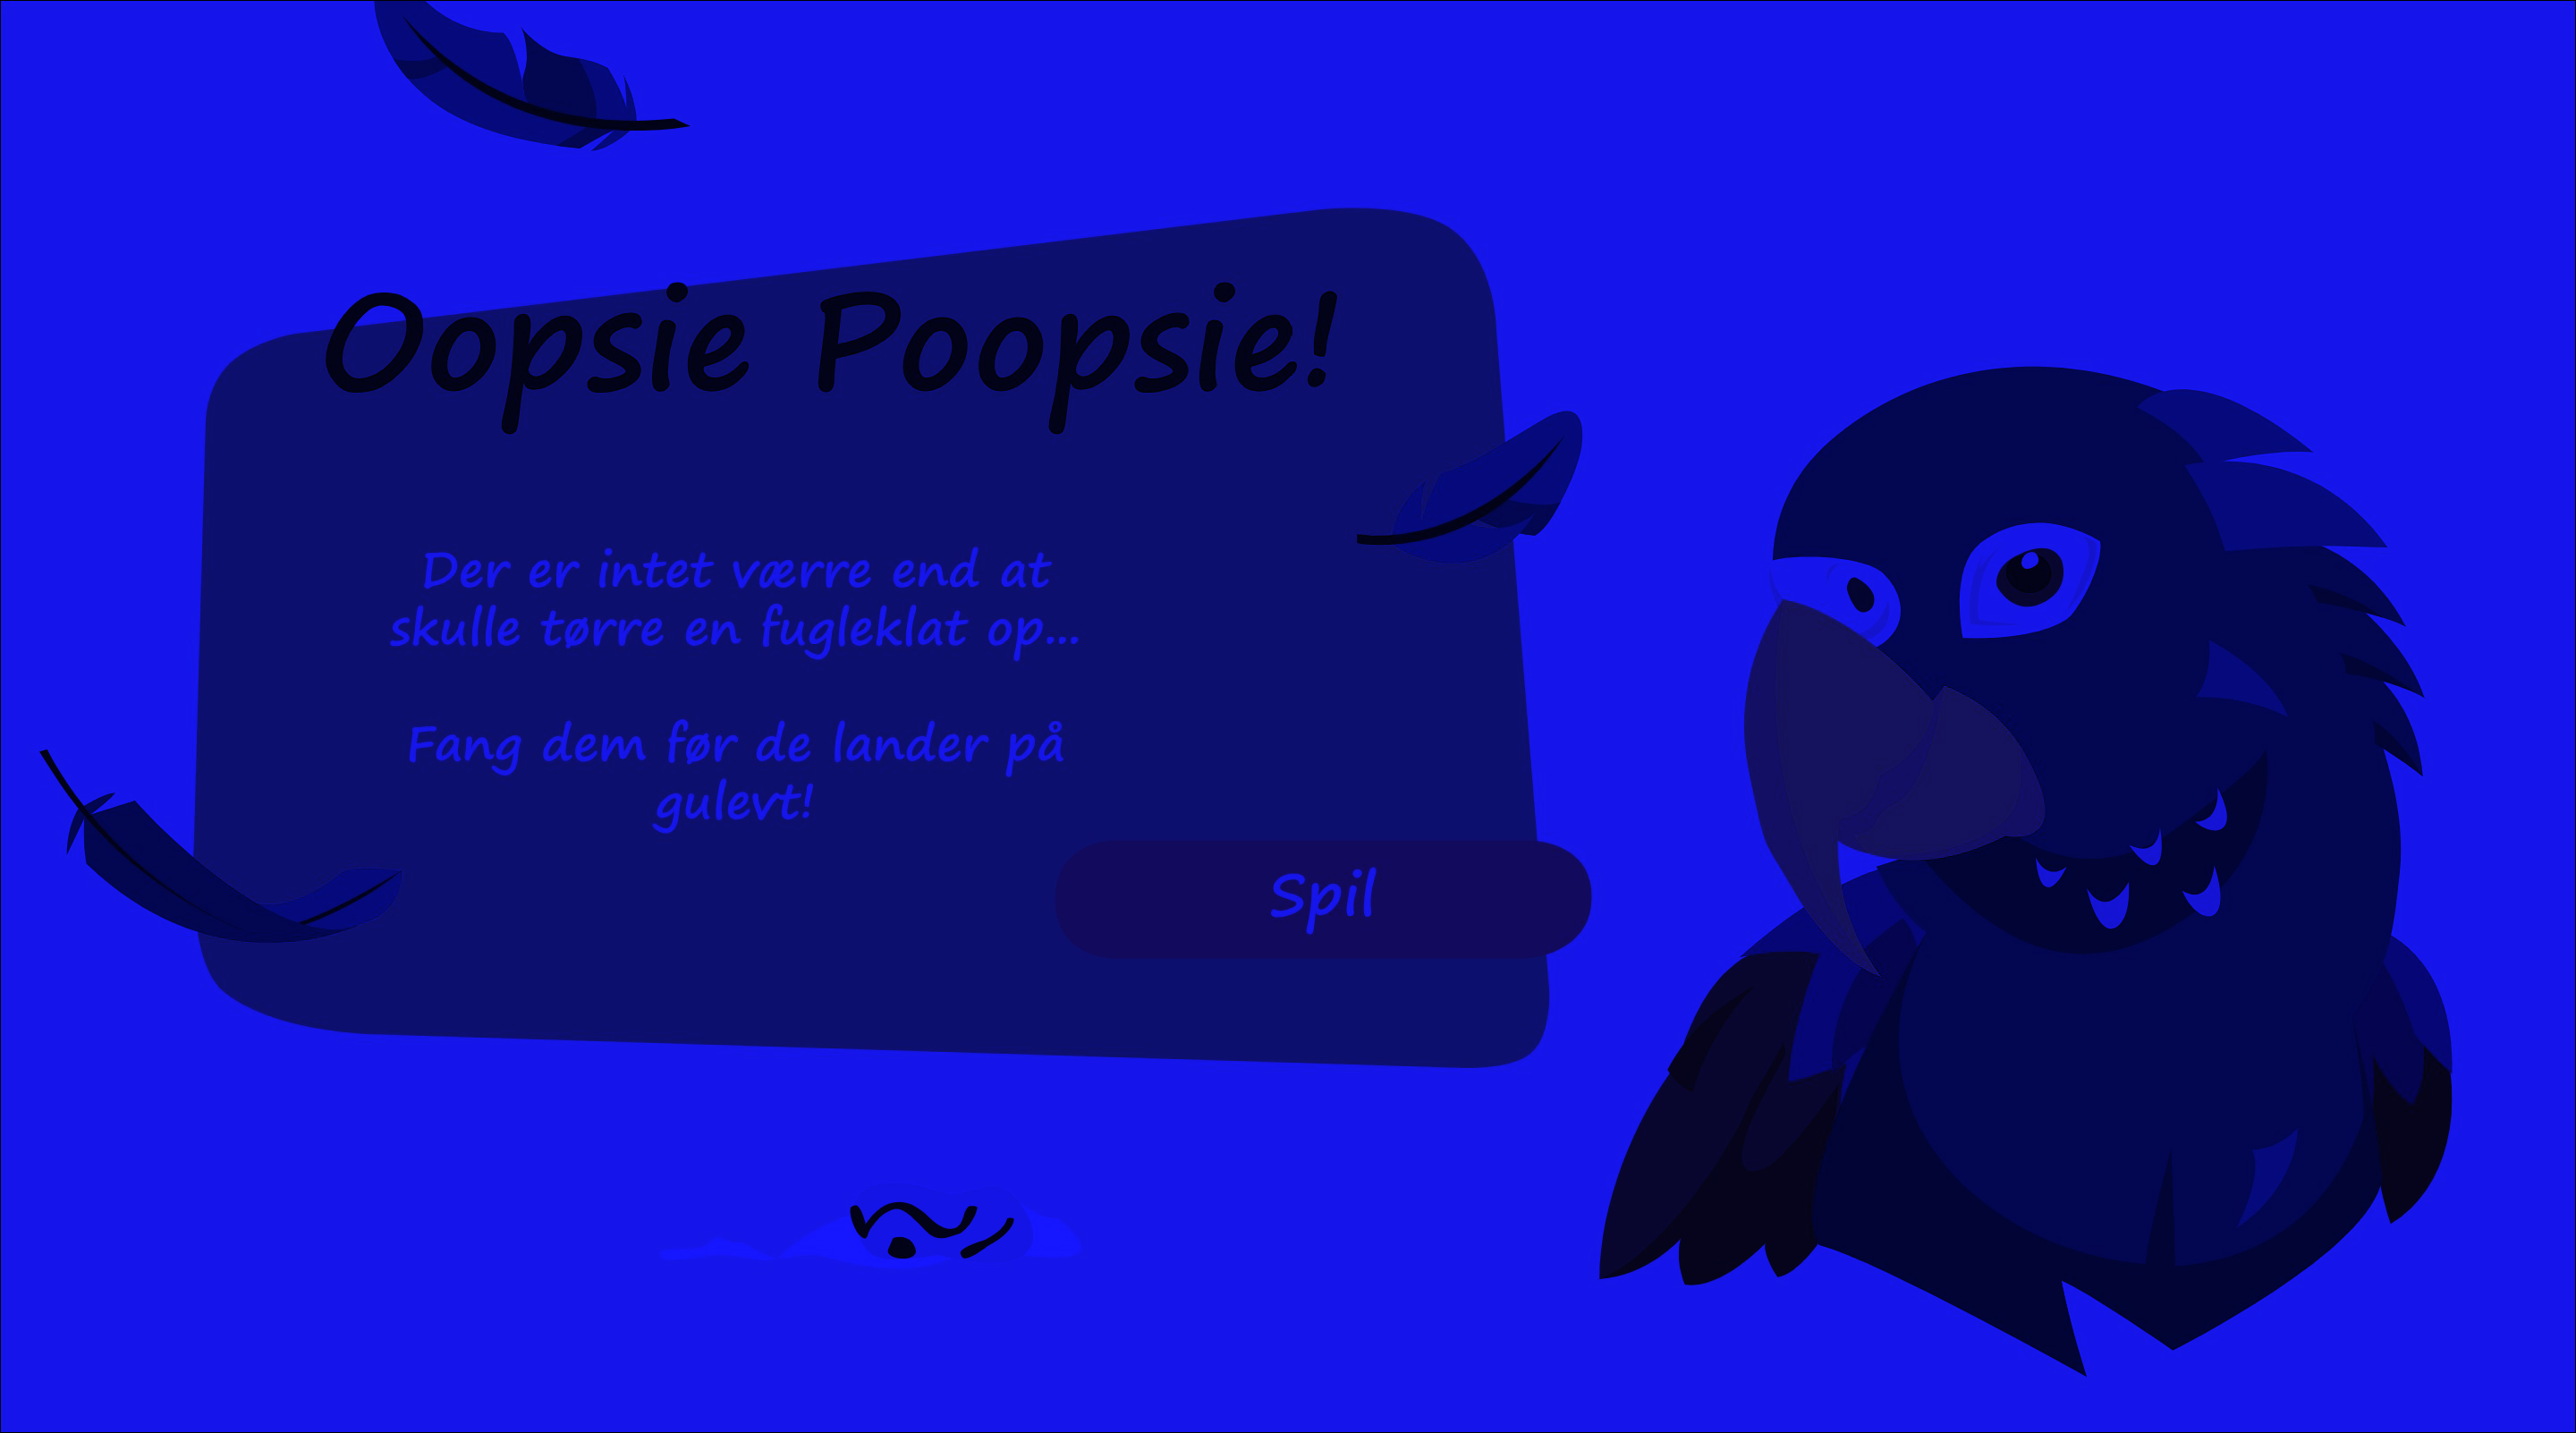 Oopsie Poopsie!
Der er intet værre end at
skulle tørre en fugleklat op...
Fang dem før de lander på
gulevt!
Spil